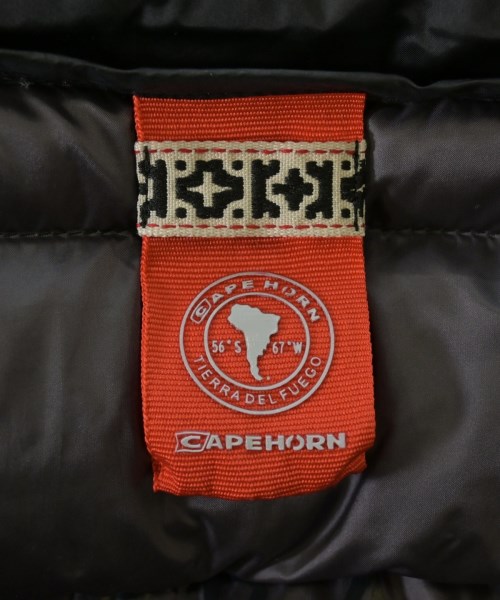 CAPE HORN
56° S 67° W
TIERRA DEL FUEGO
CAPEHORN